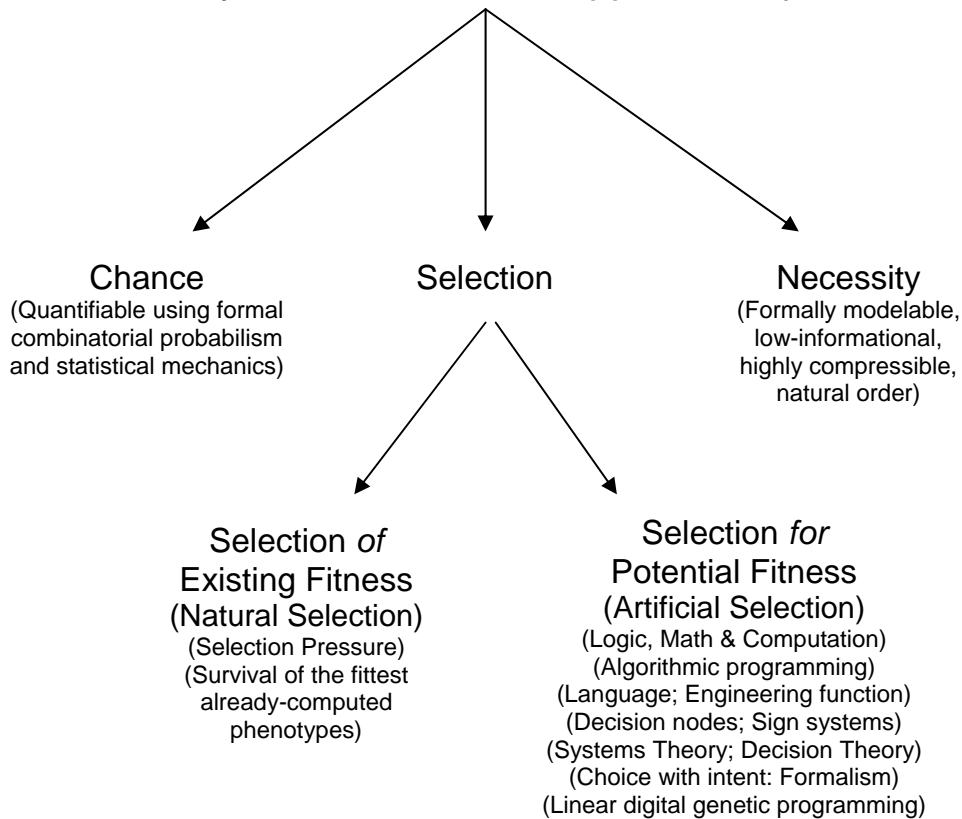 Chance
(Quantifiable using formal
combinatorial probabilism
and statistical mechanics)
Selection
Necessity
(Formally modelable,
low-informational,
highly compressible,
natural order)
Selection of
Existing Fitness
(Natural Selection)
(Selection Pressure)
(Survival of the fittest
already-computed
phenotypes)
Selection for
Potential Fitness
(Artificial Selection)
(Logic, Math & Computation)
(Algorithmic programming)
(Language; Engineering function)
(Decision nodes; Sign systems)
(Systems Theory; Decision Theory)
(Choice with intent: Formalism)
(Linear digital genetic programming)